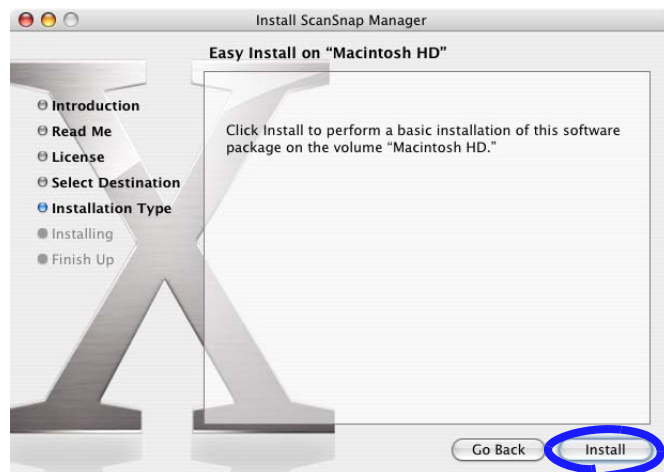 Install ScanSnap Manager
Easy Install on “Macintosh HD”
Introduction
Read Me
License
Select Destination
Installation Type
Installing
Finish Up
Click Install to perform a basic installation of this software
package on the volume “Macintosh HD.”
Go Back
Install